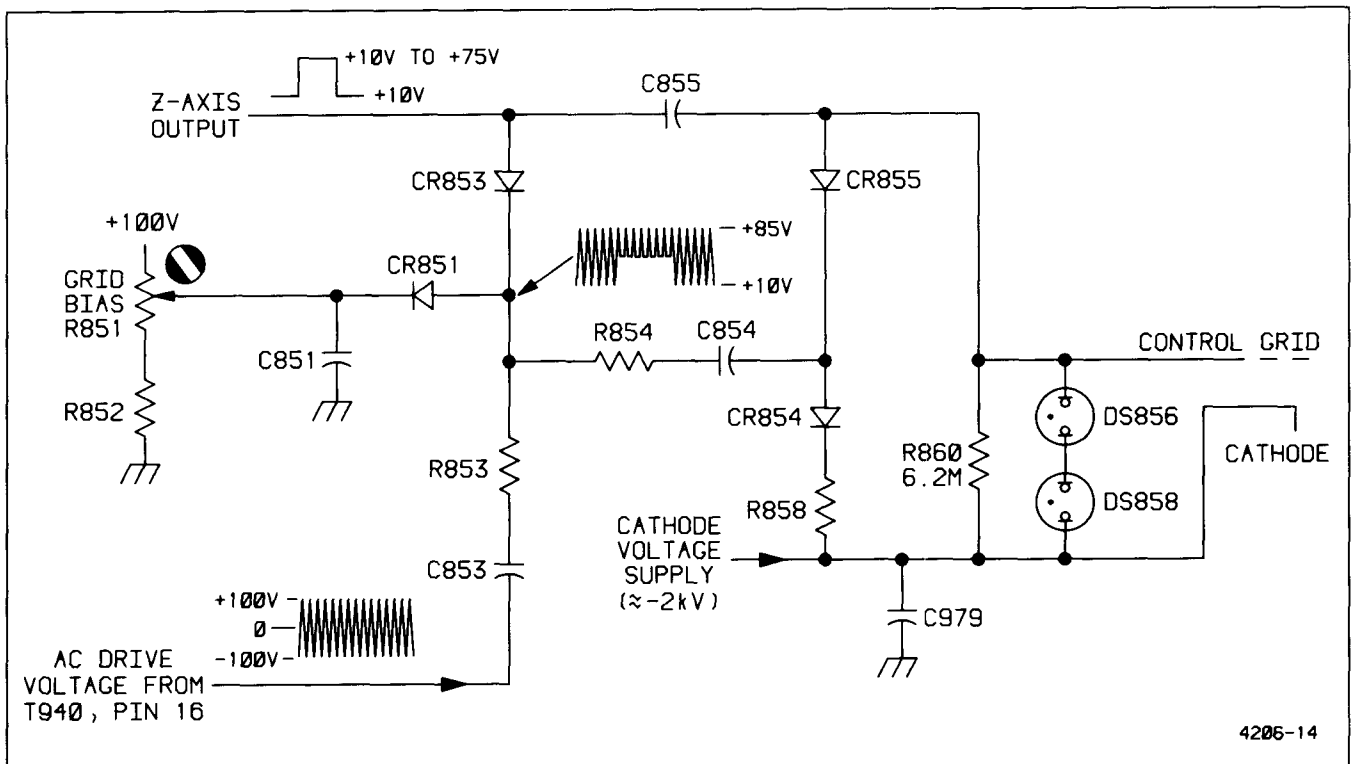 +10V TO +75V
+10V
Z-AXIS
OUTPUT
C855
CR853
CR855
+100V
GRID
BIAS
R851
CR851
+85V
+10V
C851
R854
C854
CONTROL GRID
R852
CR854
DS856
R853
R860
6.2M
CATHODE
R858
DS858
CATHODE
VOLTAGE
SUPPLY
(≈-2kV)
C853
C979
+100V
0
-100V
AC DRIVE
VOLTAGE FROM
T940, PIN 16
4206-14